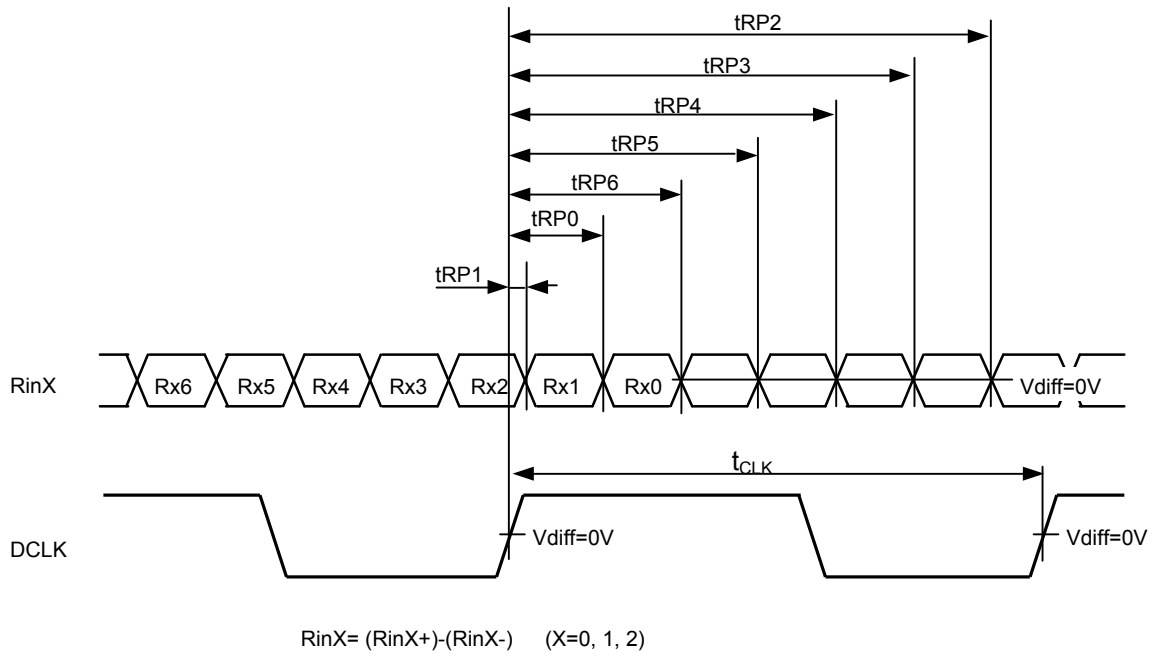 tRP2
tRP3
tRP4
tRP5
tRP6
tRP0
tRP1
RinX Rx6 Rx5 Rx4 Rx3 Rx2 Rx1 Rx0 Vdiff=0V
tCLK
DCLK Vdiff=0V Vdiff=0V
RinX= (RinX+)-(RinX-) (X=0, 1, 2)